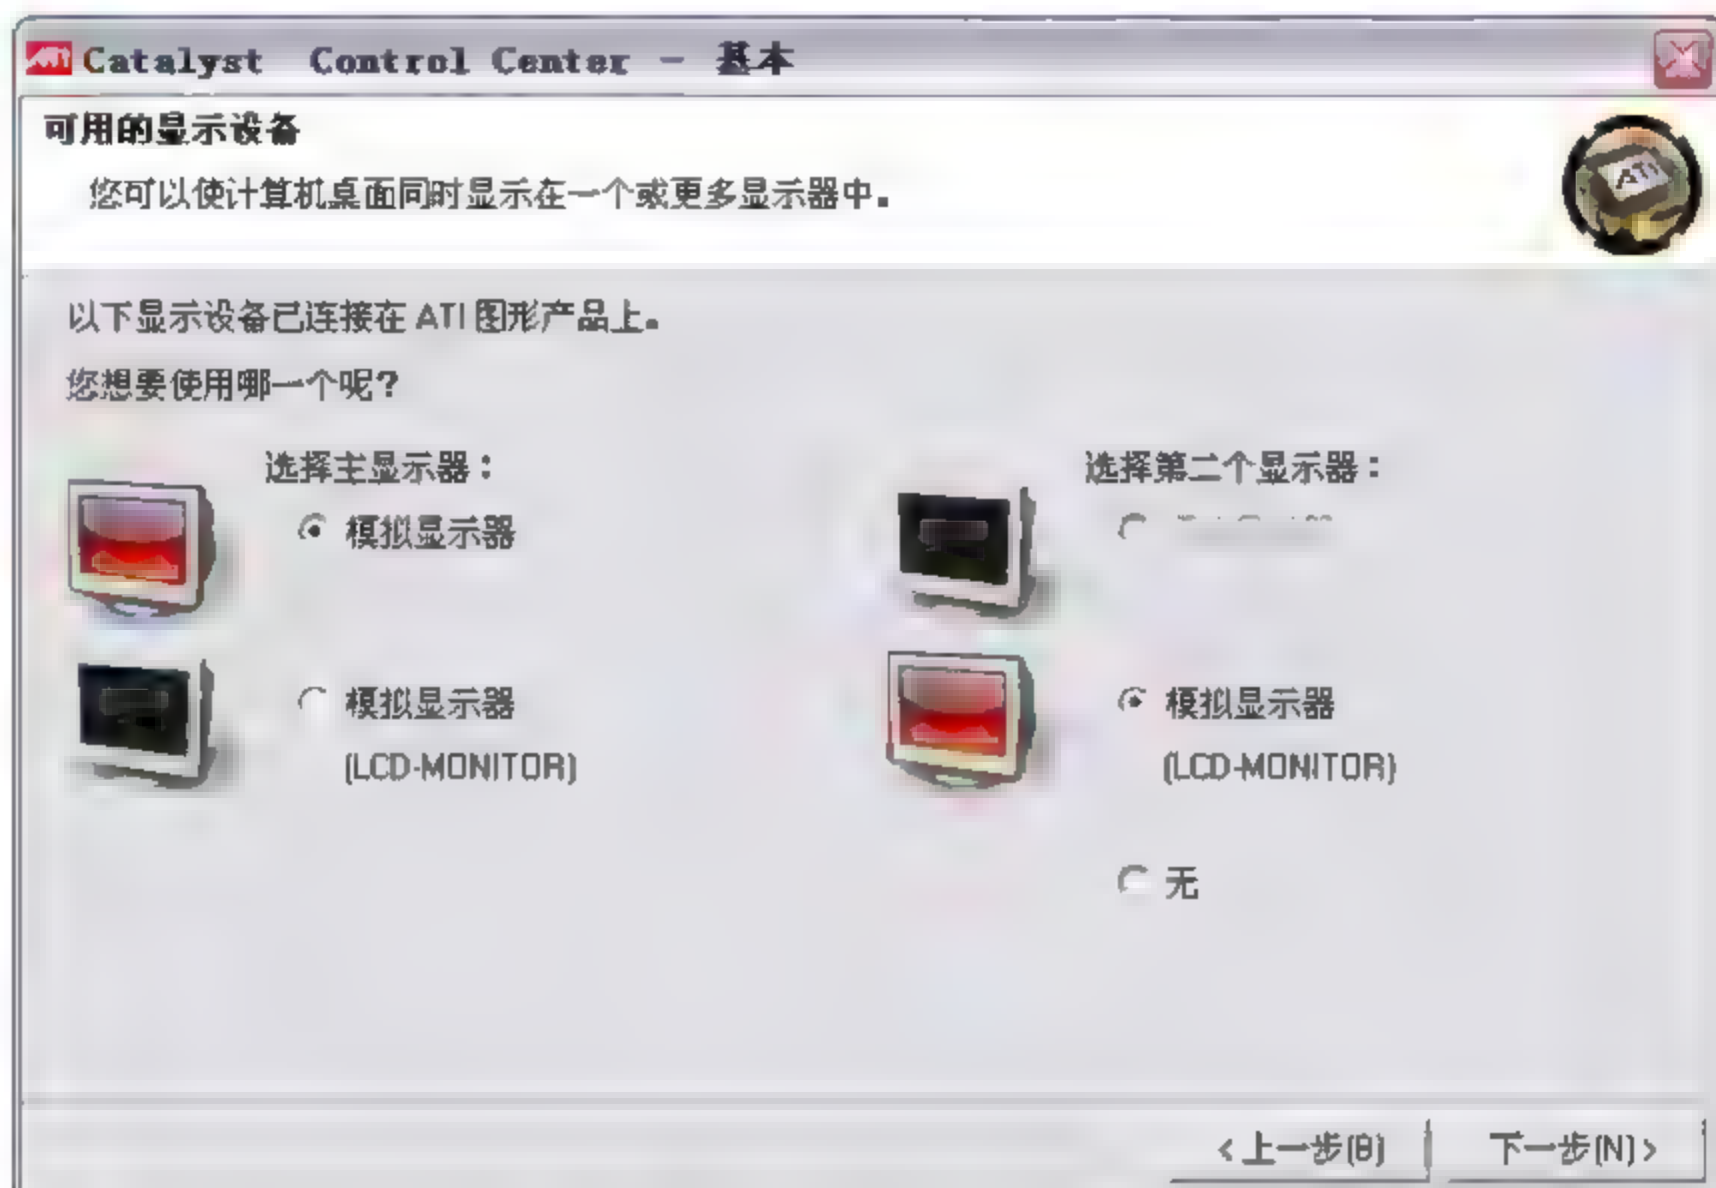 ATI Catalyst Control Center - 基本
可用的显示设备
您可以使计算机桌面同时显示在一个或更多显示器中。
ATI
以下显示设备已连接在 ATI 图形产品上。
您想要使用哪一个呢?
选择主显示器：
模拟显示器
模拟显示器
(LCD-MONITOR)
选择第二个显示器：
模拟显示器
(LCD-MONITOR)
无
<上一步(B)
下一步(N)>